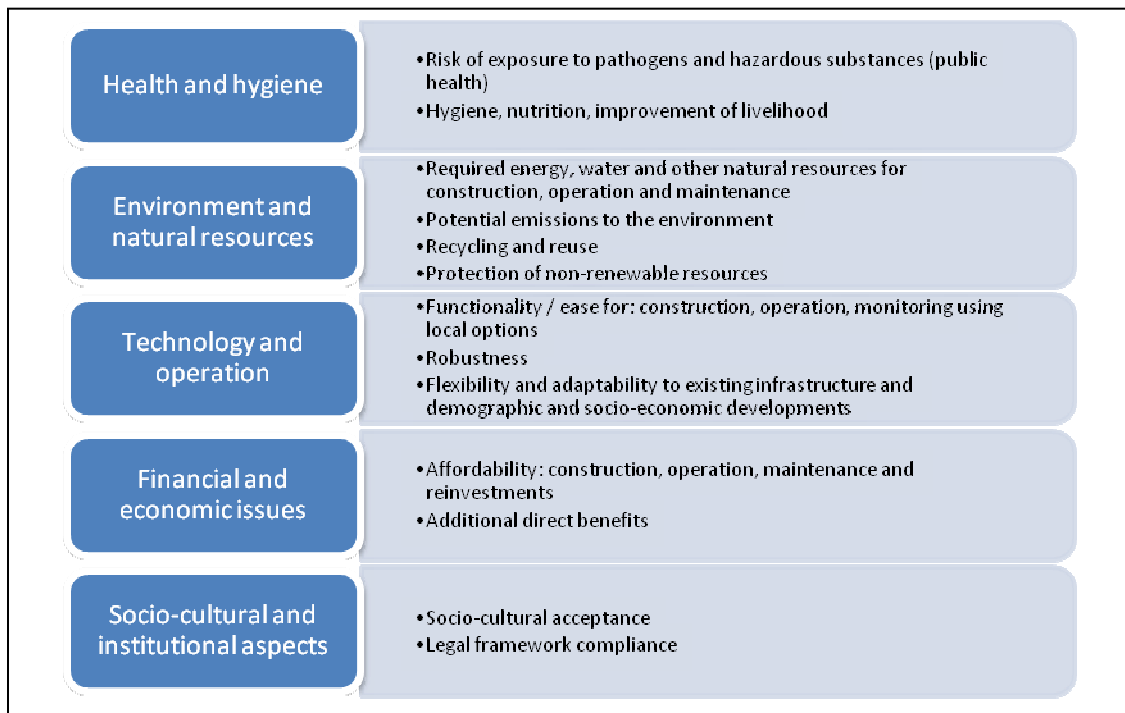 Health and hygiene
•Risk of exposure to pathogens and hazardous substances (public
health)
•Hygiene, nutrition, improvement of livelihood
Environment and
natural resources
•Required energy, water and other natural resources for
construction, operation and maintenance
•Potential emissions to the environment
•Recycling and reuse
•Protection of non-renewable resources
Technology and
operation
•Functionality / ease for: construction, operation, monitoring using
local options
•Robustness
•Flexibility and adaptability to existing infrastructure and
demographic and socio-economic developments
Financial and
economic issues
•Affordability: construction, operation, maintenance and
reinvestments
•Additional direct benefits
Socio-cultural and
institutional aspects
•Socio-cultural acceptance
•Legal framework compliance